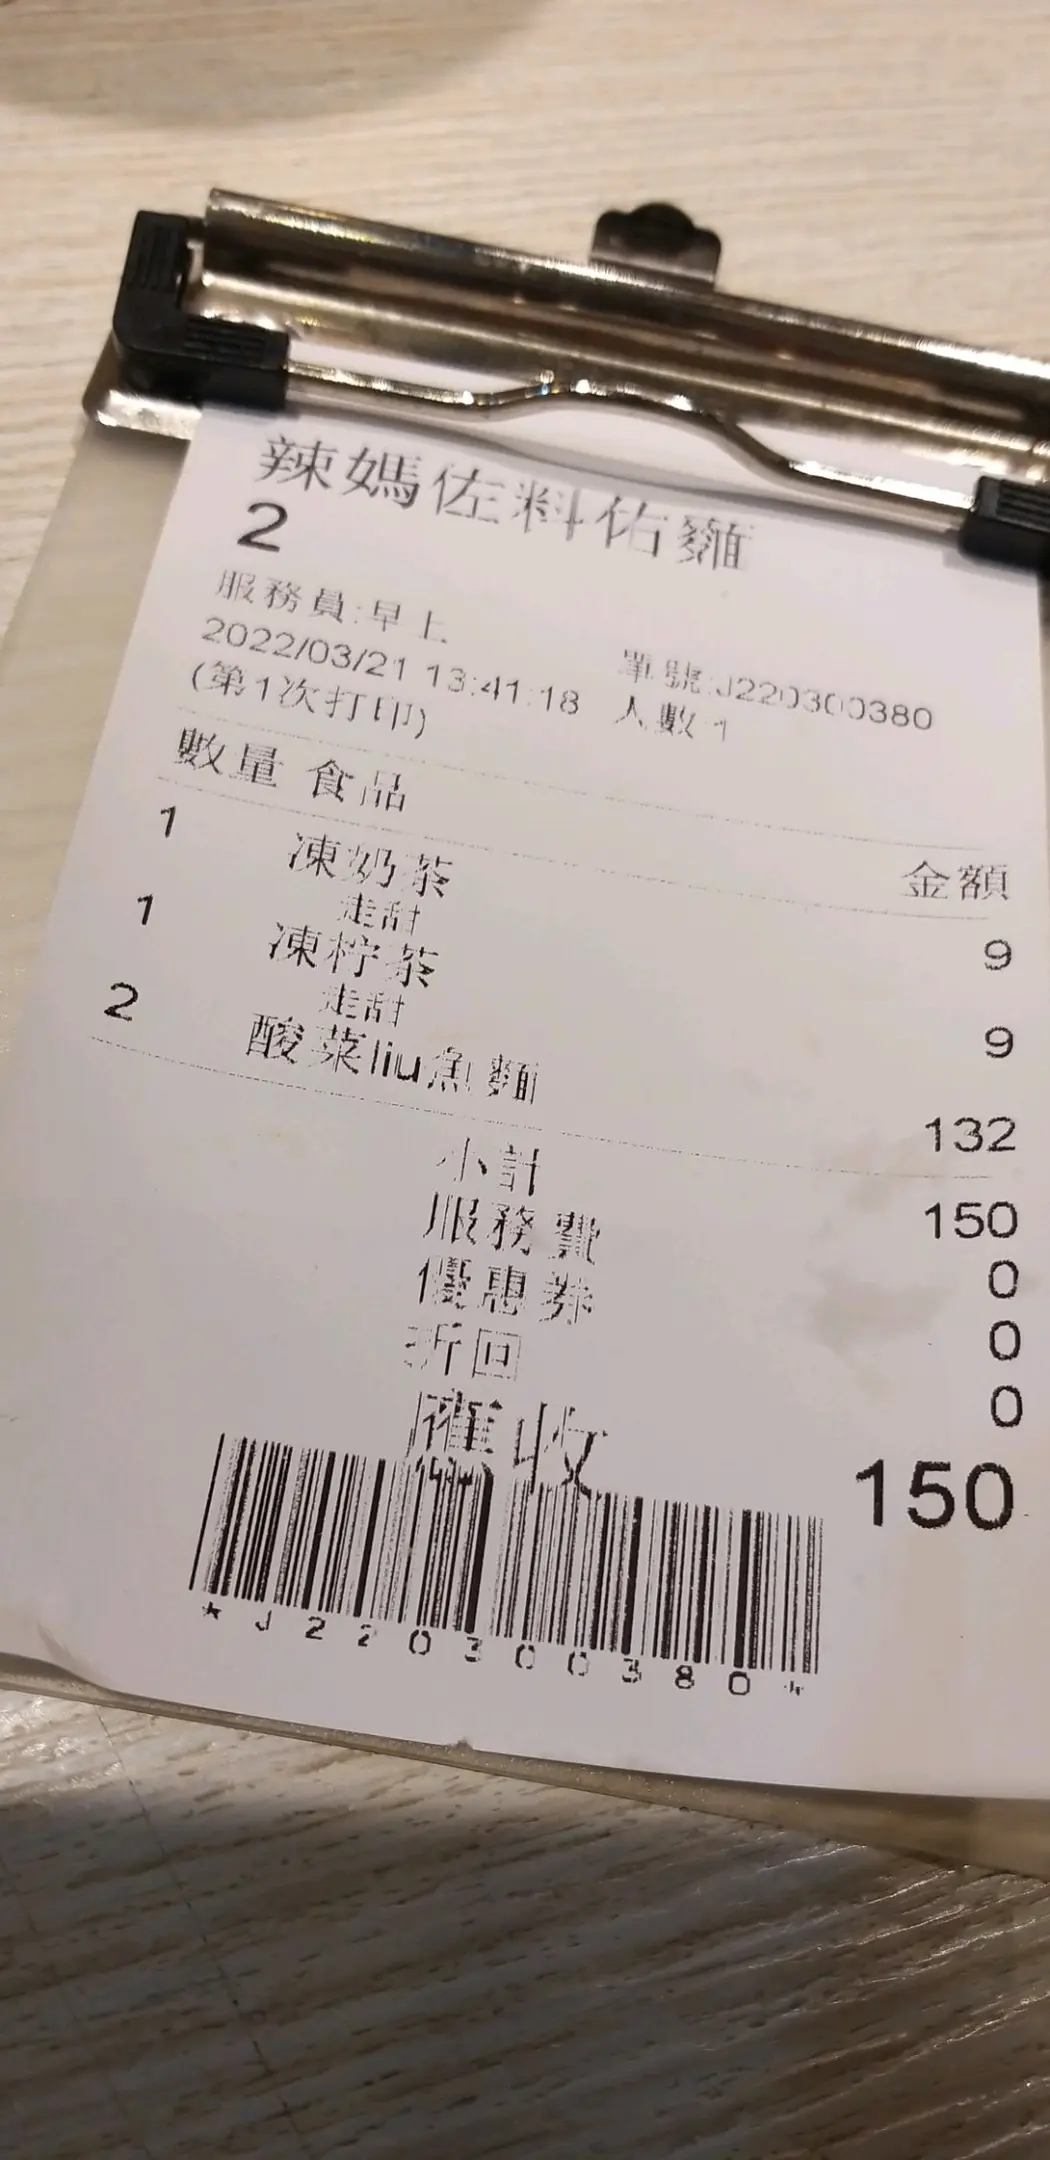 辣媽佐料佑麵
2
服務員:早上
2022/03/21 13:41:18 單號:J220300380
(第1次打印) 人數:1
數量 食品 金額
1 凍奶茶 9
走甜
1 凍柠茶 9
走甜
2 酸菜liu魚麵 132
小計 150
服務費 0
優惠券 0
折回 0
應收 150
*J220300380*